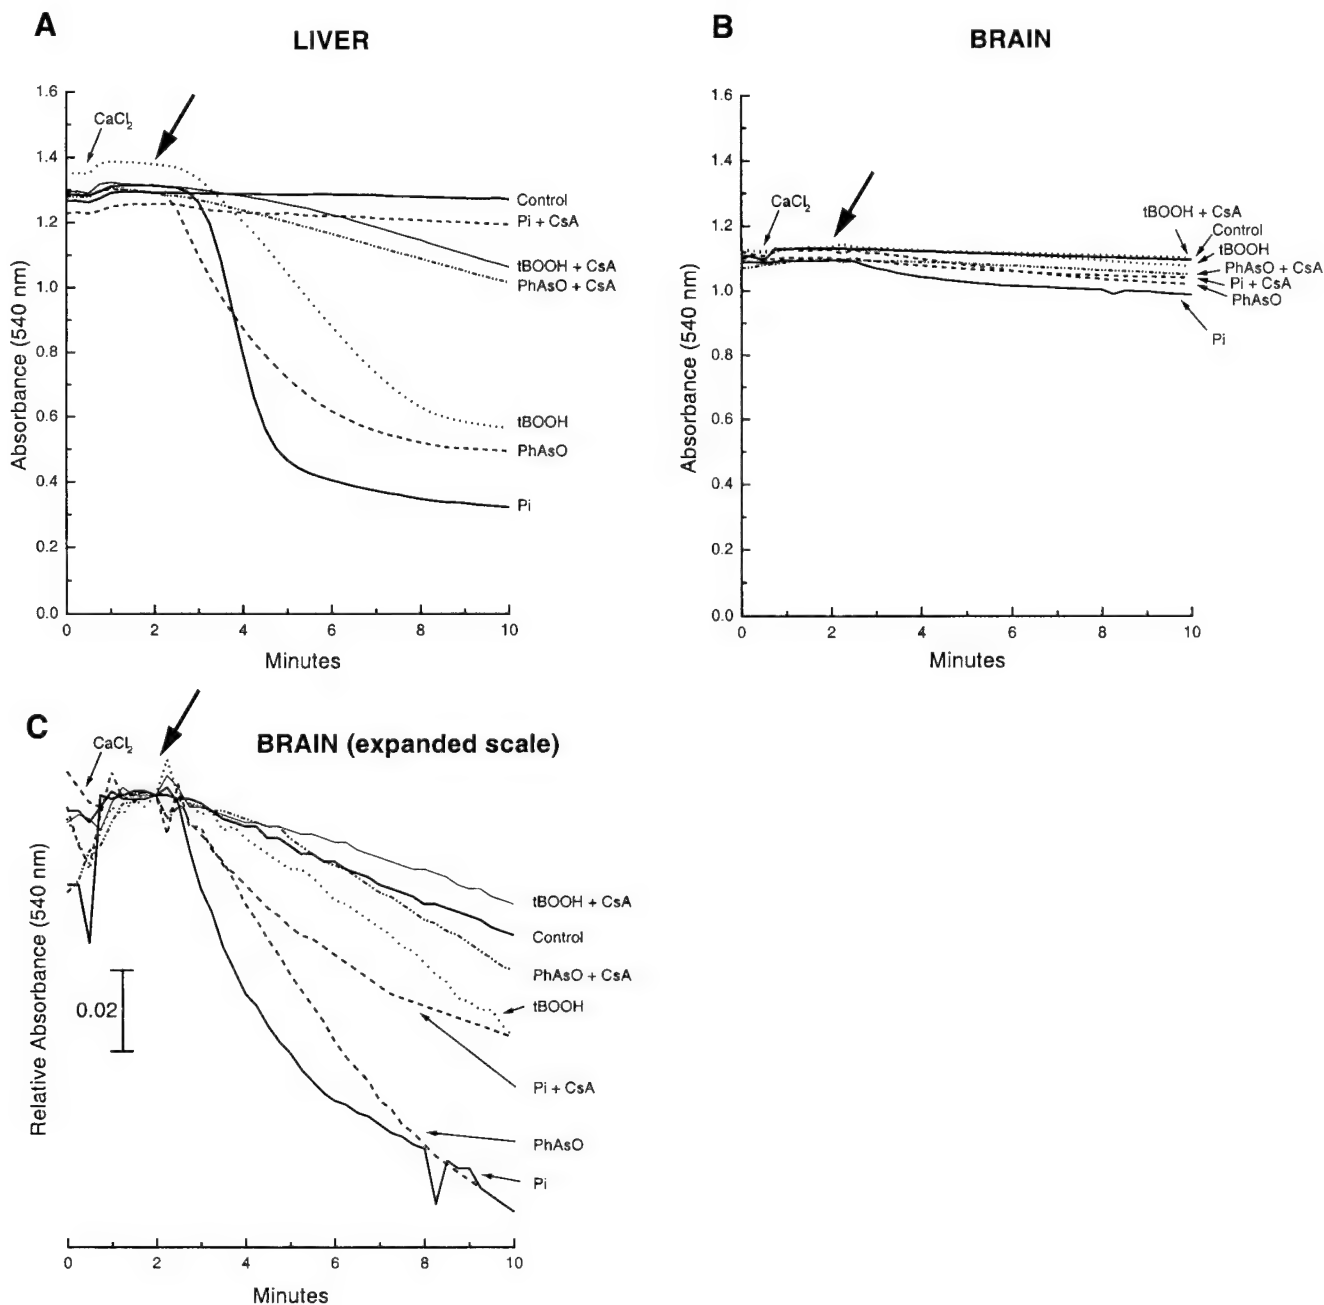 A
LIVER
1.6
1.4
1.2
1.0
0.8
0.6
0.4
0.2
0.0
Absorbance (540 nm)
CaCl2
Control
Pi + CsA
tBOOH + CsA
PhAsO + CsA
tBOOH
PhAsO
Pi
0 2 4 6 8 10
Minutes
B
BRAIN
1.6
1.4
1.2
1.0
0.8
0.6
0.4
0.2
0.0
Absorbance (540 nm)
CaCl2
tBOOH + CsA
Control
tBOOH
PhAsO + CsA
Pi + CsA
PhAsO
Pi
0 2 4 6 8 10
Minutes
C
BRAIN (expanded scale)
CaCl2
Relative Absorbance (540 nm)
0.02
tBOOH + CsA
Control
PhAsO + CsA
tBOOH
Pi + CsA
PhAsO
Pi
0 2 4 6 8 10
Minutes